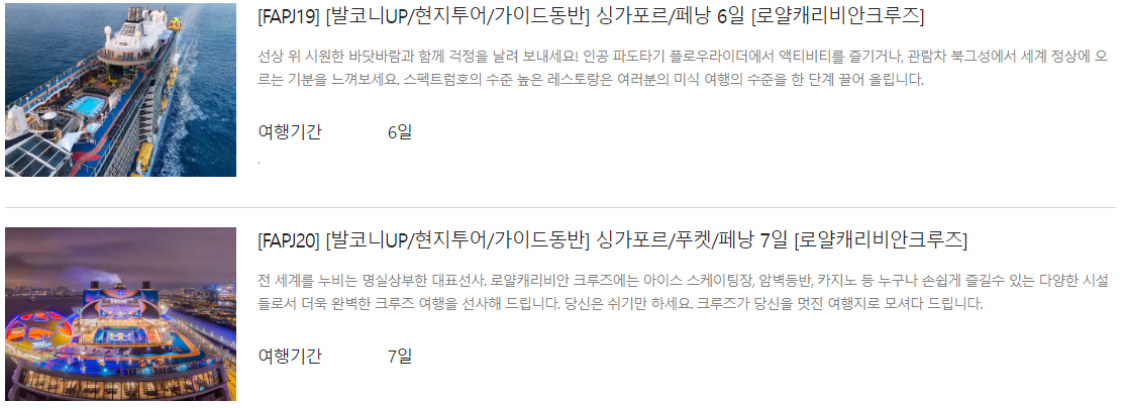 [FAPJ19] [발코니UP/현지투어/가이드동반] 싱가포르/페낭 6일 [로얄캐리비안크루즈]
선상 위 시원한 바닷바람과 함께 걱정을 날려 보내세요! 인공 파도타기 플로우라이더에서 액티비티를 즐기거나, 관람차 북극성에서 세계 정상에 오
르는 기분을 느껴보세요. 스펙트럼호의 수준 높은 레스토랑은 여러분의 미식 여행의 수준을 한 단계 끌어 올립니다.
여행기간 6일
.
[FAPJ20] [발코니UP/현지투어/가이드동반] 싱가포르/푸켓/페낭 7일 [로얄캐리비안크루즈]
전 세계를 누비는 명실상부한 대표선사. 로얄캐리비안 크루즈에는 아이스 스케이팅장, 암벽등반, 카지노 등 누구나 손쉽게 즐길수 있는 다양한 시설
들로서 더욱 완벽한 크루즈 여행을 선사해 드립니다. 당신은 쉬기만 하세요. 크루즈가 당신을 멋진 여행지로 모셔다 드립니다.
여행기간 7일